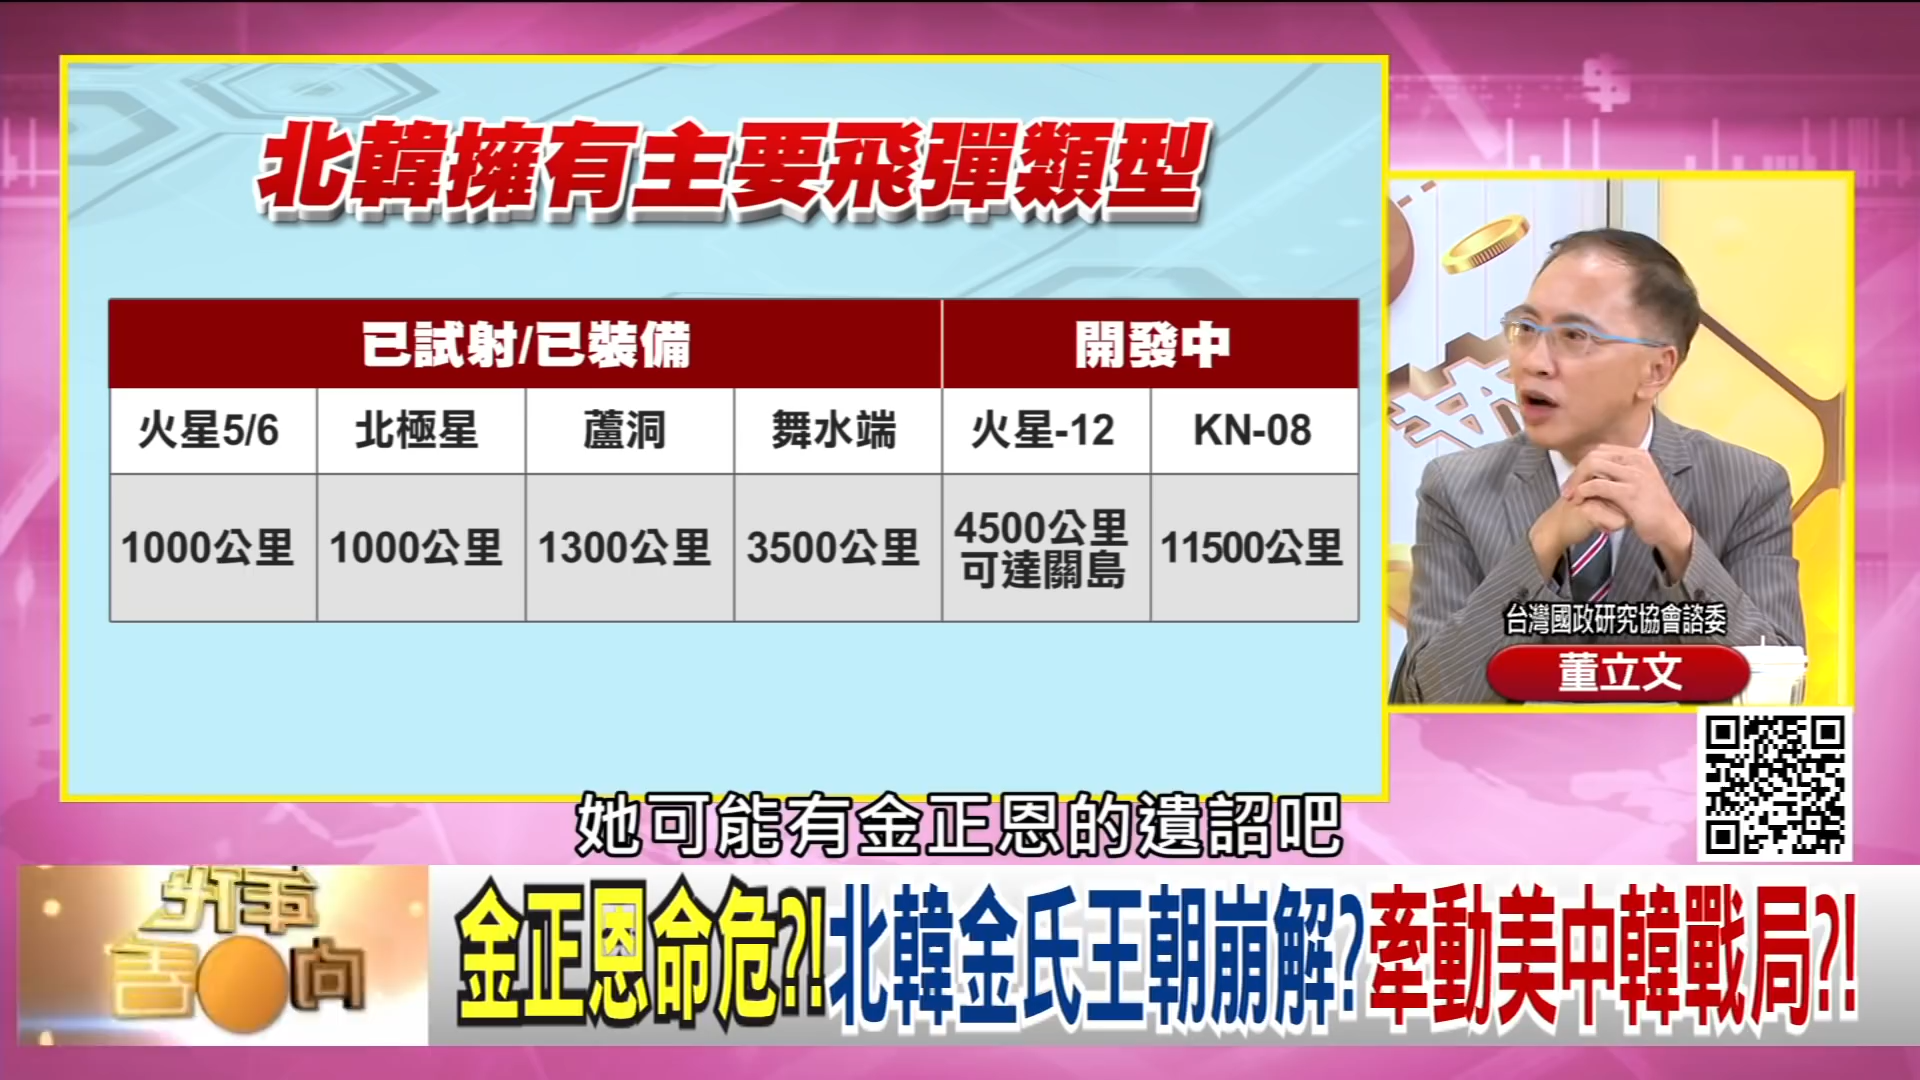 北韓擁有主要飛彈類型
已試射/已裝備
開發中
火星5/6
北極星
蘆洞
舞水端
火星-12
KN-08
1000公里
1000公里
1300公里
3500公里
4500公里
可達關島
11500公里
台灣國政研究協會諮委
董立文
她可能有金正恩的遺詔吧
金正恩命危?!北韓金氏王朝崩解?牽動美中韓戰局?!